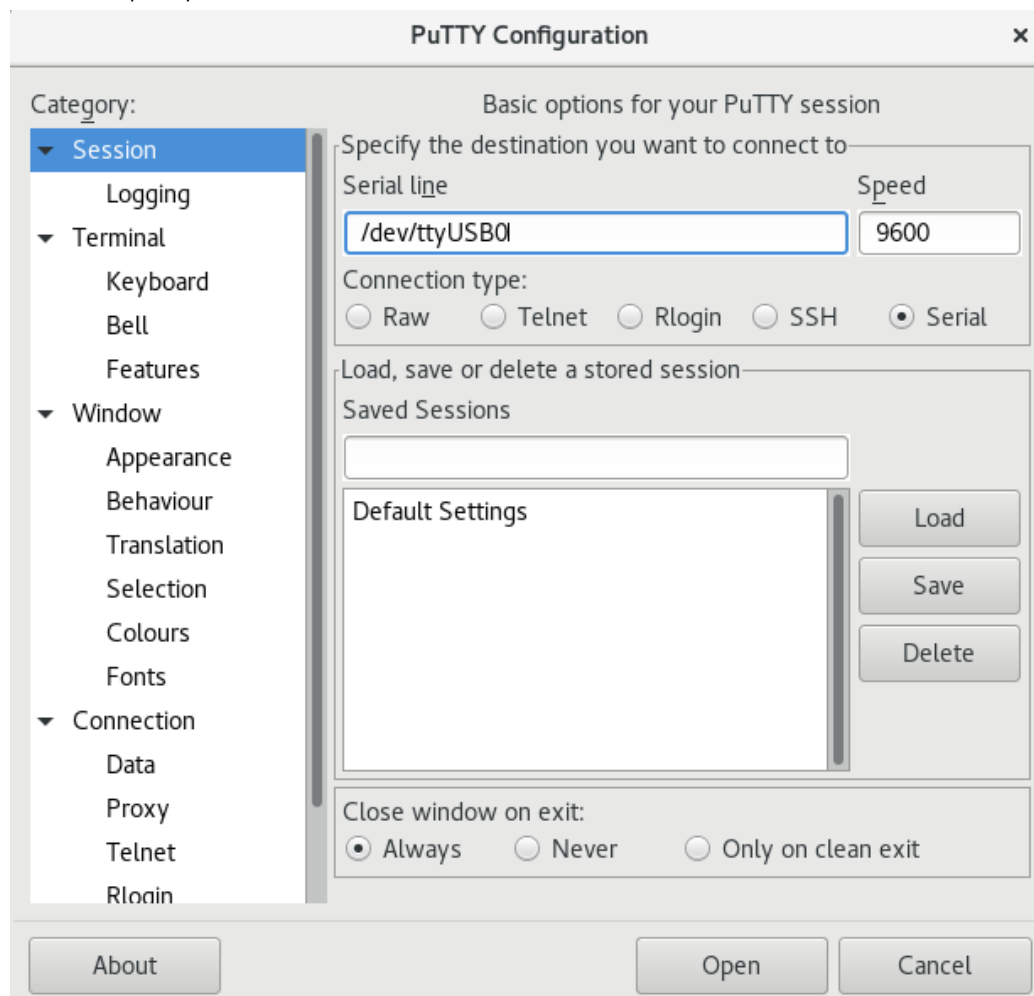 PuTTY Configuration ×
Category:
Session
Logging
Terminal
Keyboard
Bell
Features
Window
Appearance
Behaviour
Translation
Selection
Colours
Fonts
Connection
Data
Proxy
Telnet
Rlogin
Basic options for your PuTTY session
Specify the destination you want to connect to
Serial line Speed
/dev/ttyUSB0 9600
Connection type:
Raw Telnet Rlogin SSH Serial
Load, save or delete a stored session
Saved Sessions
Default Settings
Load
Save
Delete
Close window on exit:
Always Never Only on clean exit
About Open Cancel